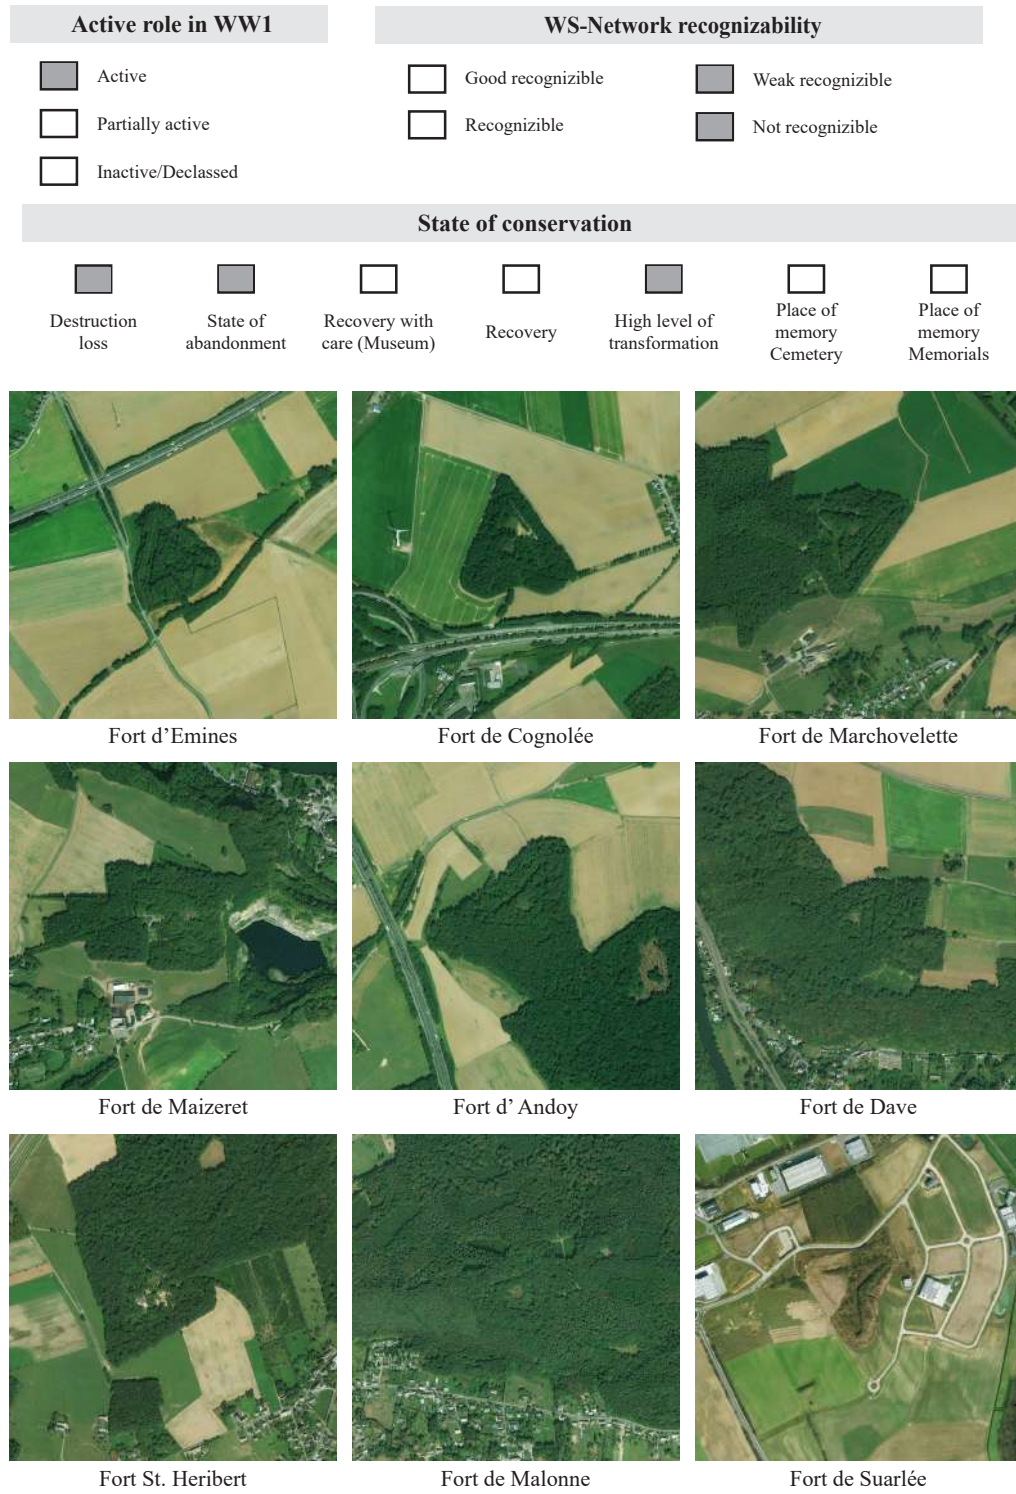 Active role in WW1
WS-Network recognizability
Active
Partially active
Inactive/Declassed
Good recognizible
Recognizible
Weak recognizible
Not recognizible
State of conservation
Destruction
loss
State of
abandonment
Recovery with
care (Museum)
Recovery
High level of
transformation
Place of
memory
Cemetery
Place of
memory
Memorials
Fort d’Emines
Fort de Cognolée
Fort de Marchovelette
Fort de Maizeret
Fort d’ Andoy
Fort de Dave
Fort St. Heribert
Fort de Malonne
Fort de Suarlée